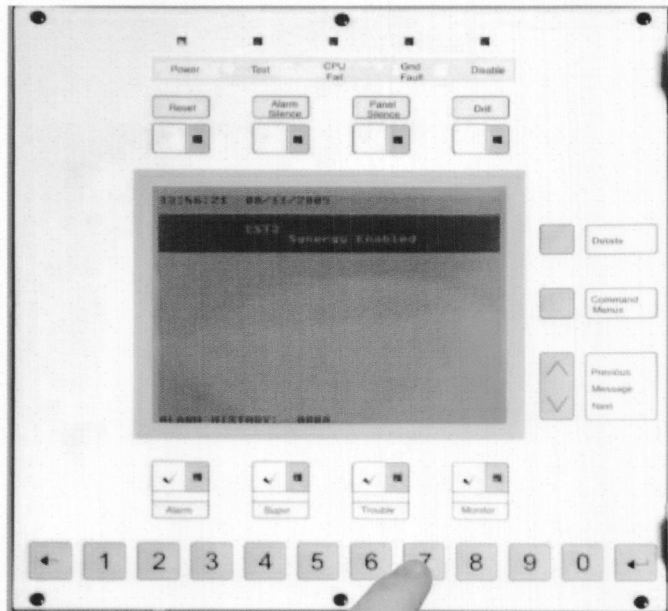 Power Test CPU Fail Gnd Fault Disable
Reset Alarm Silence Panel Silence Drill
12:56:21 08/11/2005
EST3
Synergy Enabled
Details
Command Menus
Previous
Message
Next
ALARM HISTORY: 0000
Alarm Super Trouble Monitor
1 2 3 4 5 6 7 8 9 0